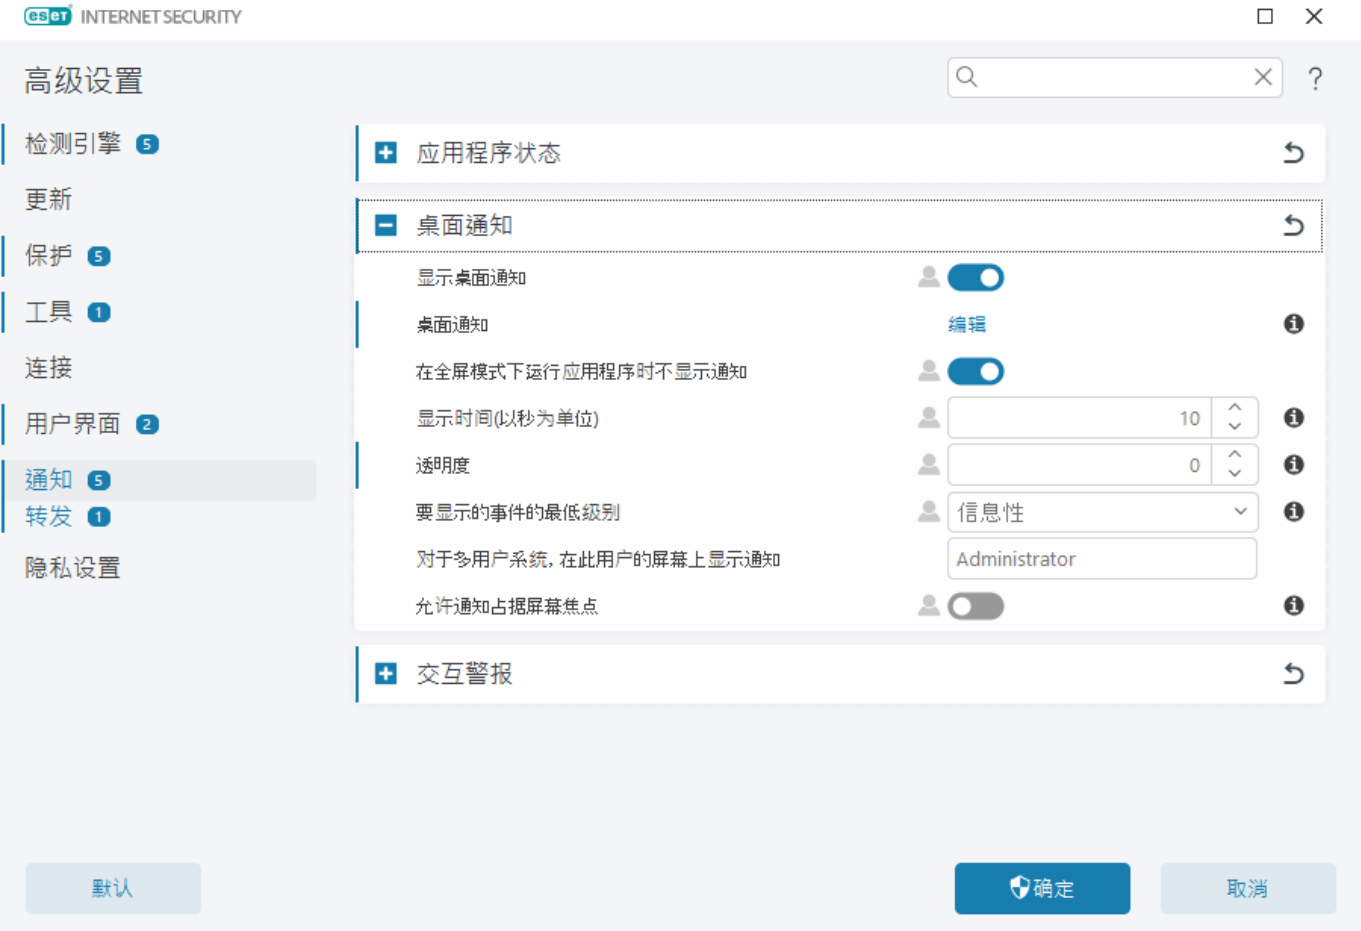 eset INTERNET SECURITY
高级设置
?
检测引擎 5
更新
保护 5
工具 1
连接
用户界面 2
通知 5
转发 1
隐私设置
应用程序状态
桌面通知
显示桌面通知
桌面通知 编辑
在全屏模式下运行应用程序时不显示通知
显示时间(以秒为单位) 10
透明度 0
要显示的事件的最低级别 信息性
对于多用户系统, 在此用户的屏幕上显示通知 Administrator
允许通知占据屏幕焦点
交互警报
默认 确定 取消